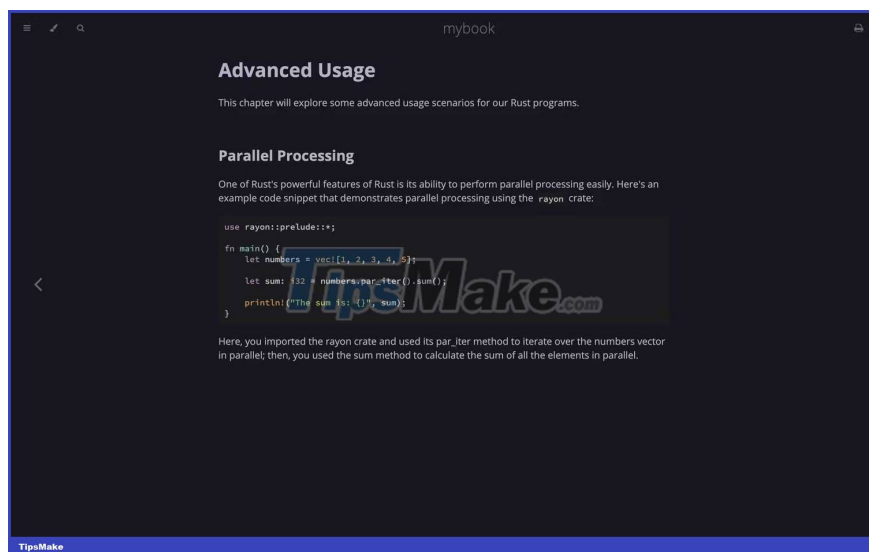 mybook
Advanced Usage
This chapter will explore some advanced usage scenarios for our Rust programs.
Parallel Processing
One of Rust's powerful features of Rust is its ability to perform parallel processing easily. Here's an
example code snippet that demonstrates parallel processing using the rayon crate:
use rayon::prelude::*;
fn main() {
    let numbers = vec![1, 2, 3, 4, 5];
    let sum: i32 = numbers.par_iter().sum();
    println!("The sum is: {}", sum);
}
TipsMake.com
Here, you imported the rayon crate and used its par_iter method to iterate over the numbers vector
in parallel; then, you used the sum method to calculate the sum of all the elements in parallel.
TipsMake